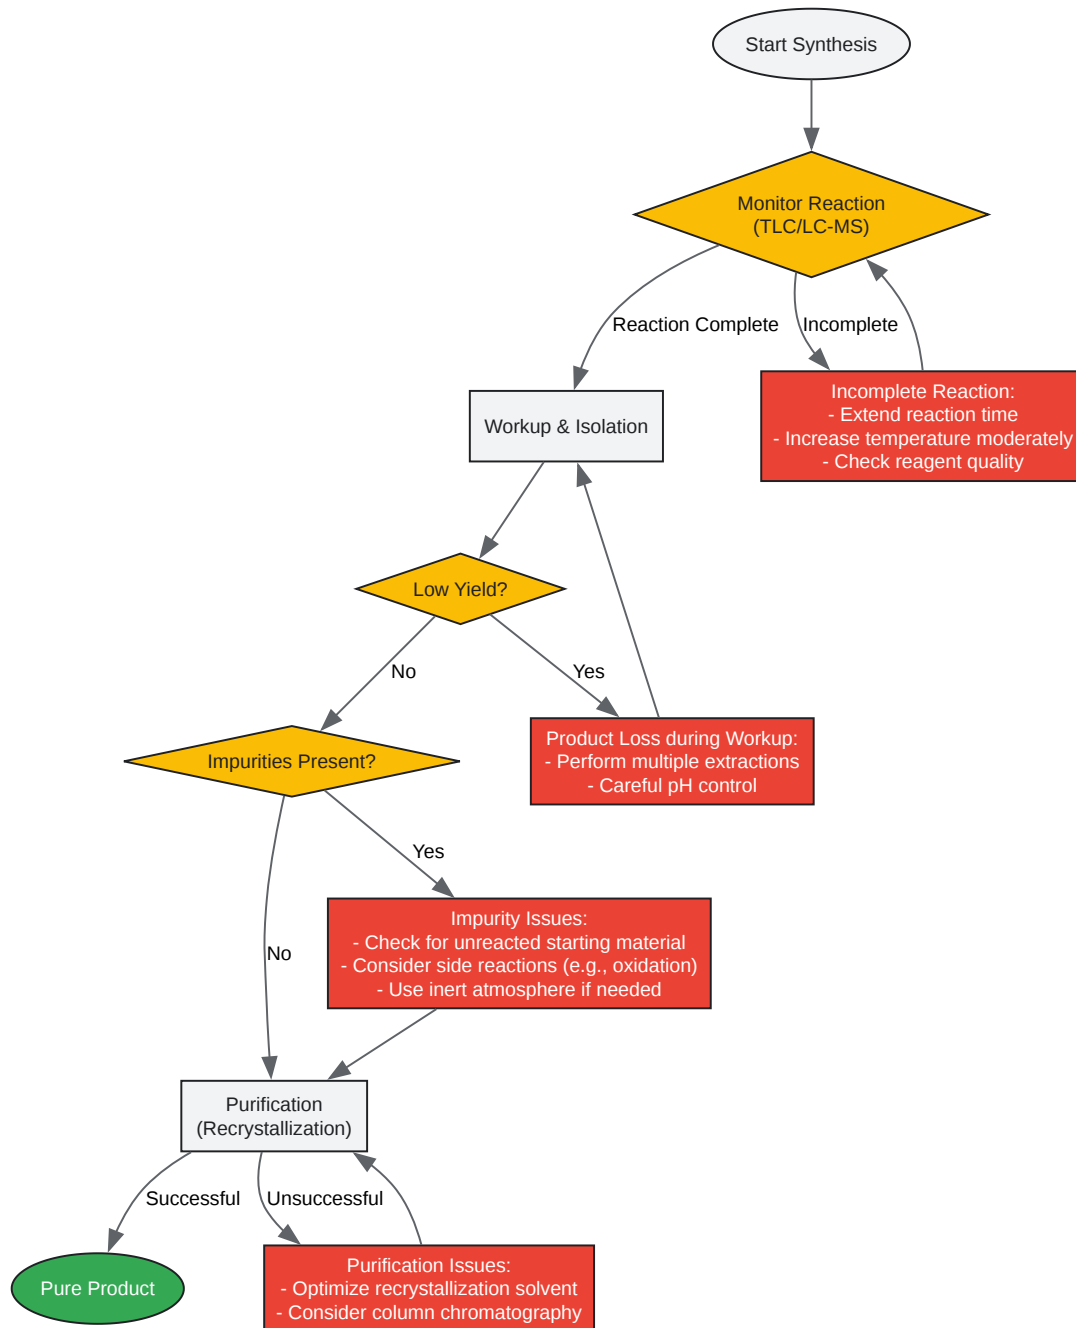 Start Synthesis
Monitor Reaction
(TLC/LC-MS)
Reaction Complete
Incomplete
Incomplete Reaction:
- Extend reaction time
- Increase temperature moderately
- Check reagent quality
Workup & Isolation
Low Yield?
No
Yes
Product Loss during Workup:
- Perform multiple extractions
- Careful pH control
Impurities Present?
Yes
No
Impurity Issues:
- Check for unreacted starting material
- Consider side reactions (e.g., oxidation)
- Use inert atmosphere if needed
Purification
(Recrystallization)
Successful
Unsuccessful
Pure Product
Purification Issues:
- Optimize recrystallization solvent
- Consider column chromatography